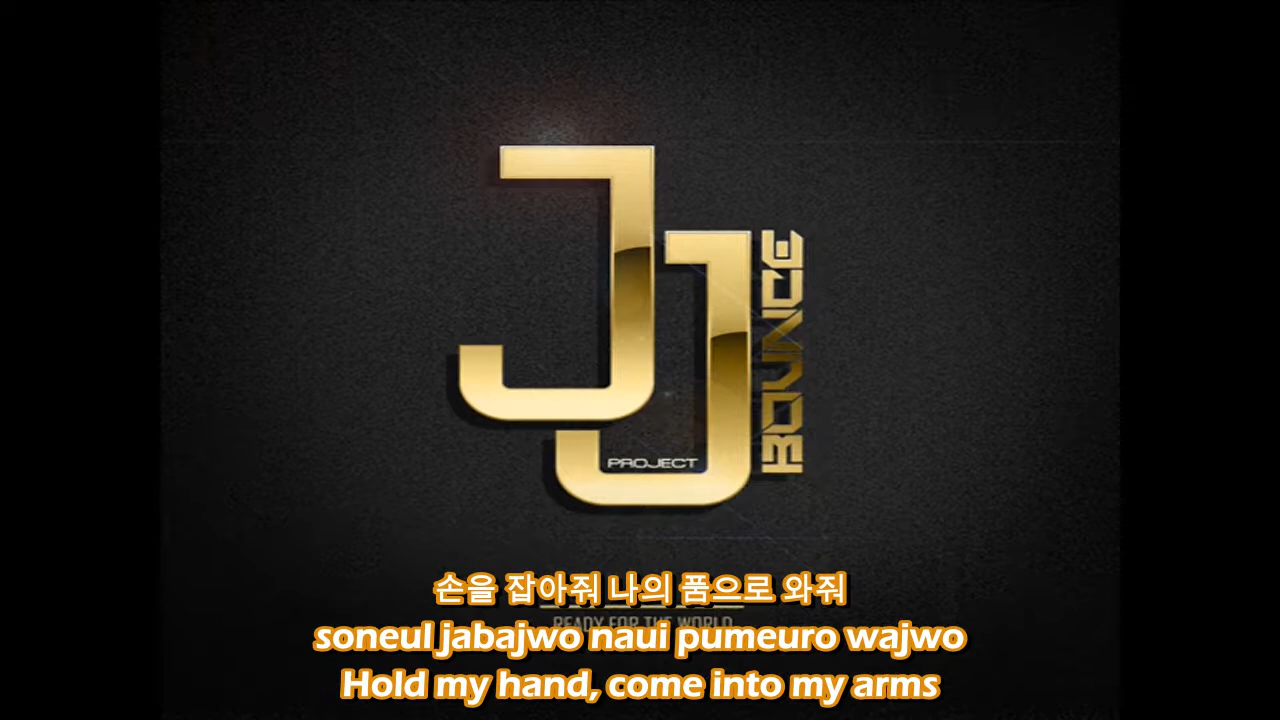 JJ
BOUNCE
PROJECT
손을 잡아줘 나의 품으로 와줘
READY FOR THE WORLD
soneul jabajwo naui pumeuro wajwo
Hold my hand, come into my arms